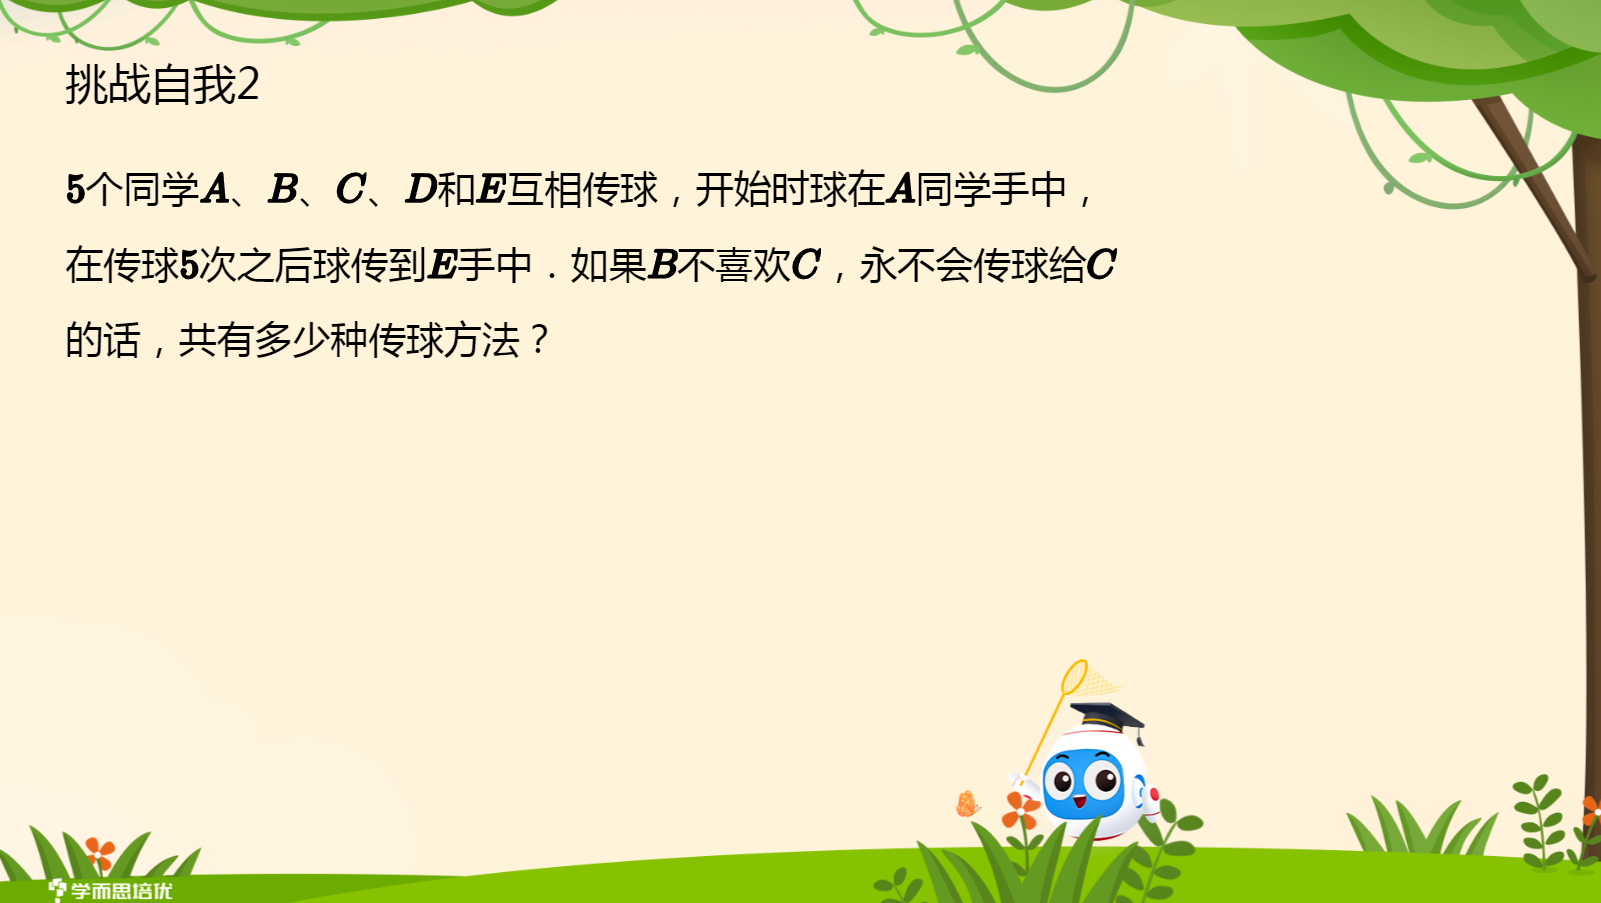 挑战自我2
5个同学A、B、C、D和E互相传球，开始时球在A同学手中，
在传球5次之后球传到E手中．如果B不喜欢C，永不会传球给C
的话，共有多少种传球方法？
学而思培优